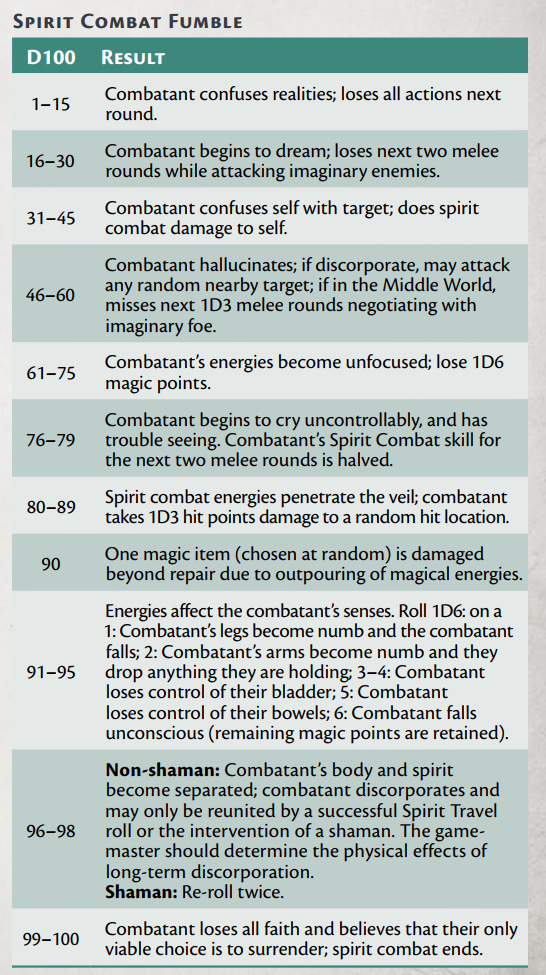 SPIRIT COMBAT FUMBLE
D100 RESULT
1–15 Combatant confuses realities; loses all actions next
round.
16–30 Combatant begins to dream; loses next two melee
rounds while attacking imaginary enemies.
31–45 Combatant confuses self with target; does spirit
combat damage to self.
46–60 Combatant hallucinates; if discorporate, may attack
any random nearby target; if in the Middle World,
misses next 1D3 melee rounds negotiating with
imaginary foe.
61–75 Combatant’s energies become unfocused; lose 1D6
magic points.
76–79 Combatant begins to cry uncontrollably, and has
trouble seeing. Combatant’s Spirit Combat skill for
the next two melee rounds is halved.
80–89 Spirit combat energies penetrate the veil; combatant
takes 1D3 hit points damage to a random hit location.
90 One magic item (chosen at random) is damaged
beyond repair due to outpouring of magical energies.
91–95 Energies affect the combatant’s senses. Roll 1D6: on a
1: Combatant’s legs become numb and the combatant
falls; 2: Combatant’s arms become numb and they
drop anything they are holding; 3–4: Combatant
loses control of their bladder; 5: Combatant
loses control of their bowels; 6: Combatant falls
unconscious (remaining magic points are retained).
96–98 Non-shaman: Combatant’s body and spirit
become separated; combatant discorporates and
may only be reunited by a successful Spirit Travel
roll or the intervention of a shaman. The game-
master should determine the physical effects of
long-term discorporation.
Shaman: Re-roll twice.
99–100 Combatant loses all faith and believes that their only
viable choice is to surrender; spirit combat ends.